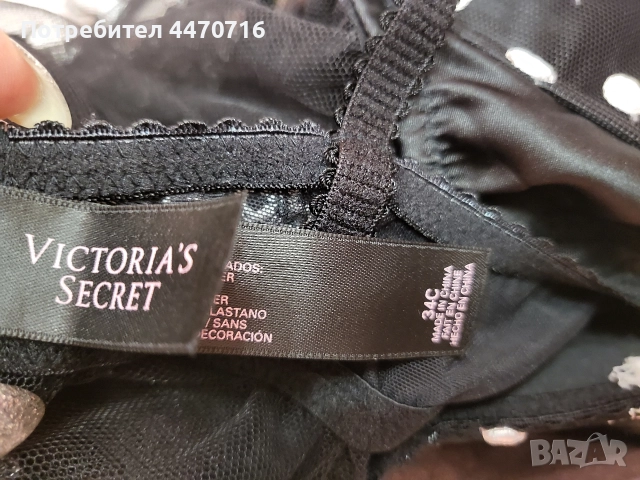 Потребител 4470716
VICTORIA'S
SECRET
ADOS:
ER
ER
LASTANO
/ SANS
ECORACIÓN
34C
MADE IN CHINA
FAIT EN CHINE
HECHO EN CHINA
BAZAR